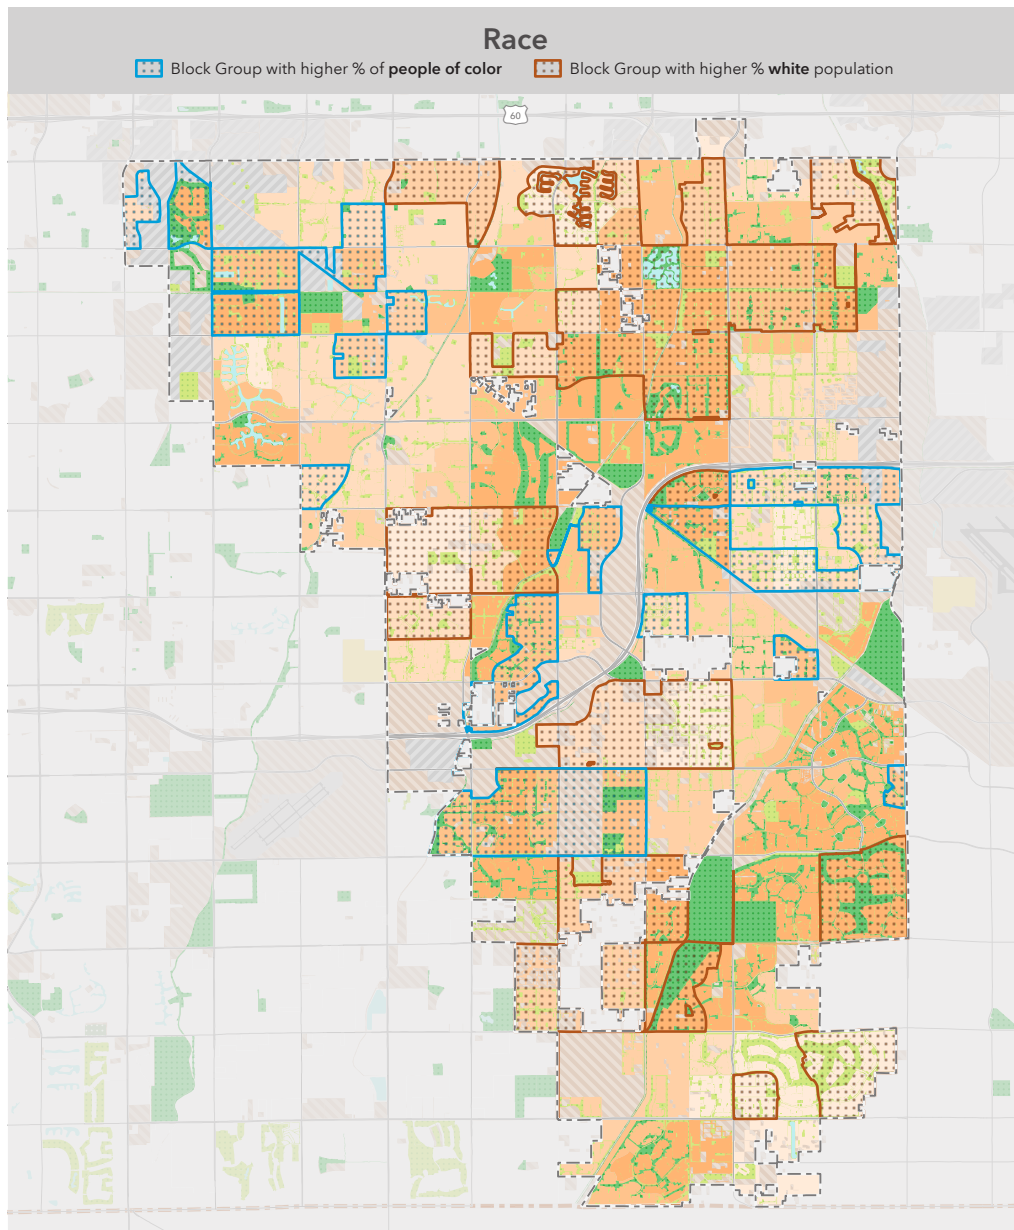 Race
Block Group with higher % of people of color
Block Group with higher % white population
60